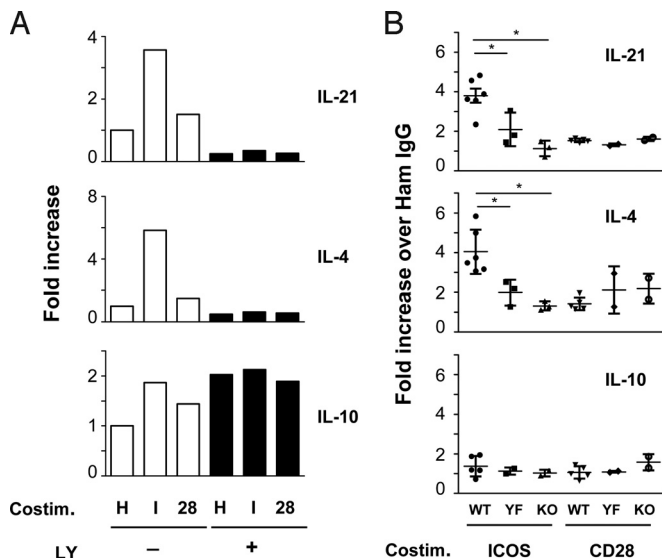 A
Fold increase
4
2
0
IL-21
8
4
0
IL-4
2
1
0
IL-10
Costim. H I 28 H I 28
LY – +
B
Fold increase over Ham IgG
6
4
2
0
* *
IL-21
6
4
2
0
* *
IL-4
6
4
2
0
IL-10
WT YF KO WT YF KO
Costim. ICOS CD28